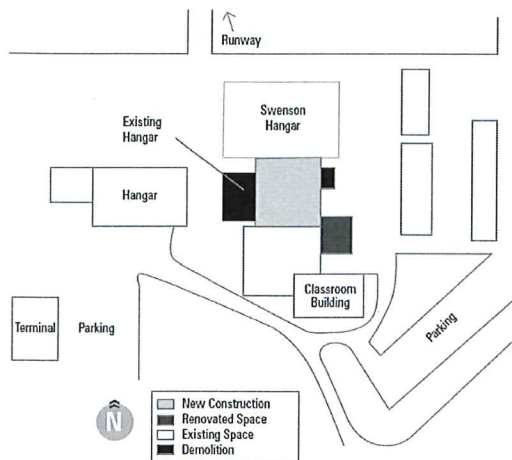 Runway
Swenson
Hangar
Existing
Hangar
Hangar
Classroom
Building
Terminal
Parking
Parking
N
New Construction
Renovated Space
Existing Space
Demolition